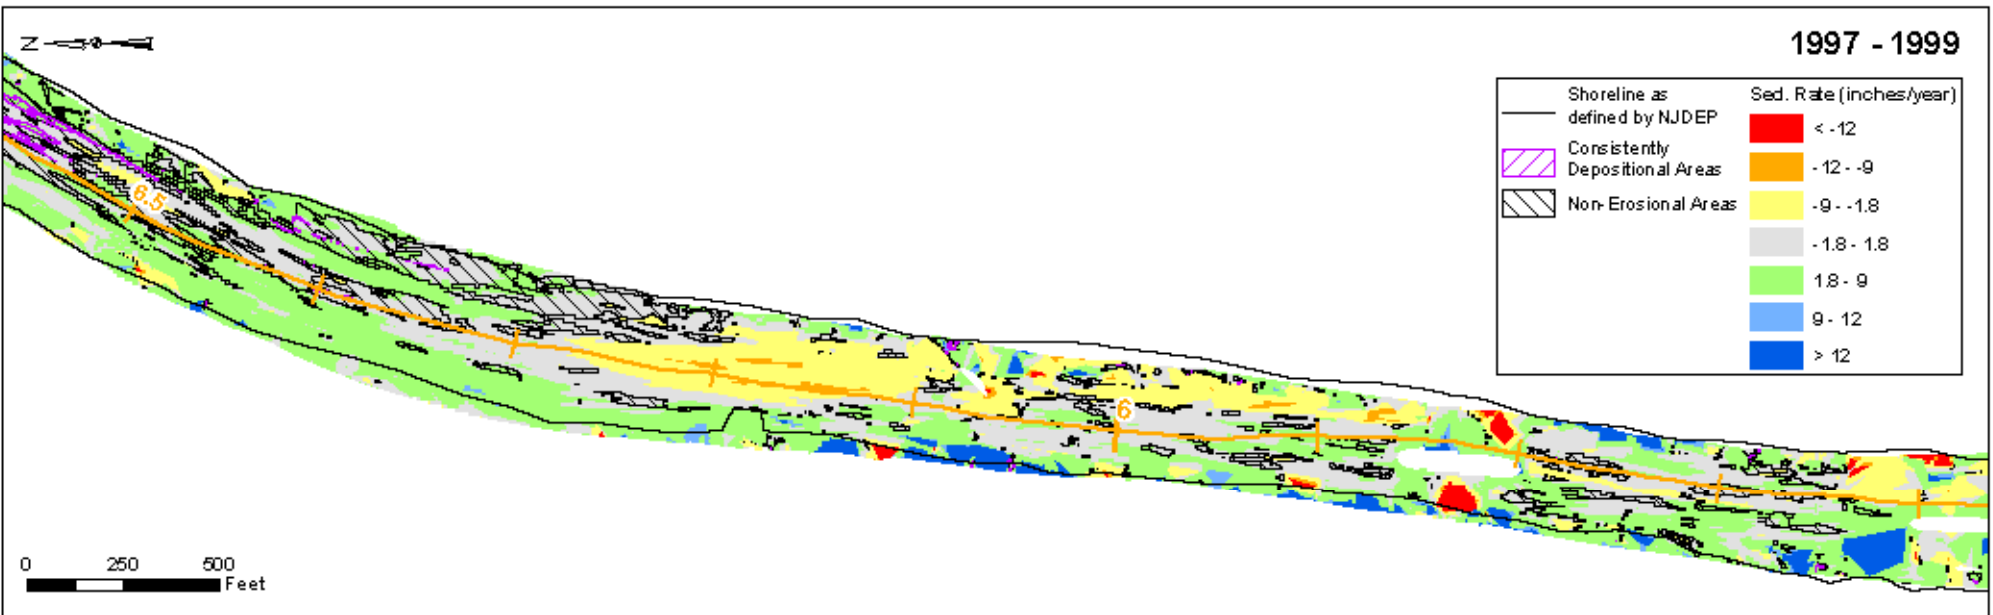 Z
1997 - 1999
Shoreline as
defined by NJDEP
Consistently
Depositional Areas
Non-Erosional Areas
Sed. Rate (inches/year)
< -12
-12 - -9
-9 - -1.8
-1.8 - 1.8
1.8 - 9
9 - 12
> 12
6.5
6
0 250 500
Feet